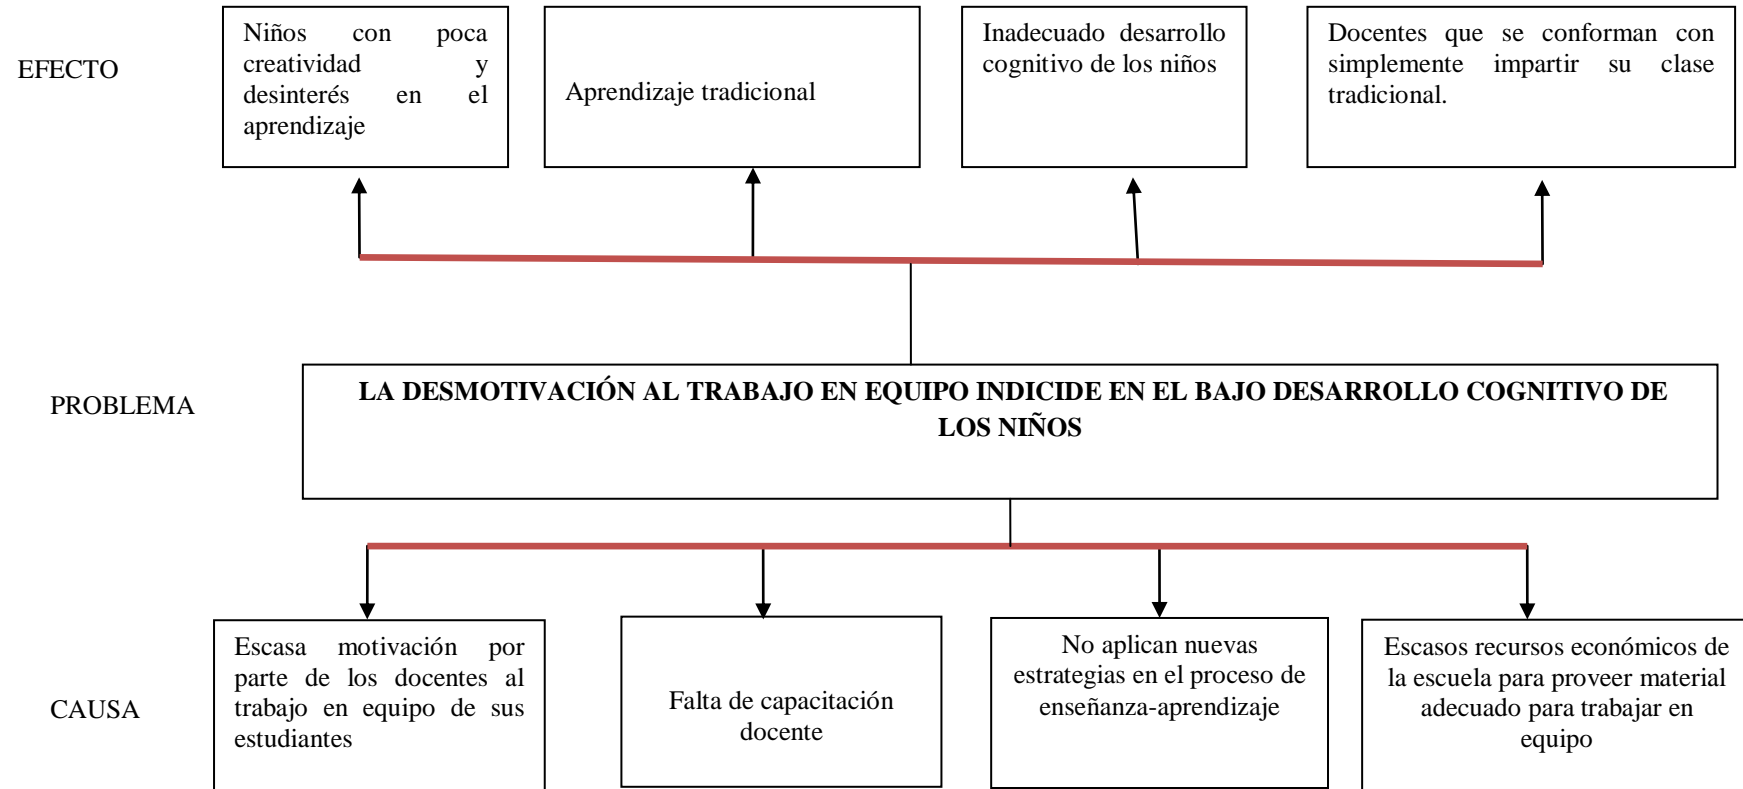 EFECTO
Niños con poca
creatividad y
desinterés en el
aprendizaje
Aprendizaje tradicional
Inadecuado desarrollo
cognitivo de los niños
Docentes que se conforman con
simplemente impartir su clase
tradicional.
PROBLEMA
LA DESMOTIVACIÓN AL TRABAJO EN EQUIPO INDICIDE EN EL BAJO DESARROLLO COGNITIVO DE
LOS NIÑOS
CAUSA
Escasa motivación por
parte de los docentes al
trabajo en equipo de sus
estudiantes
Falta de capacitación
docente
No aplican nuevas
estrategias en el proceso de
enseñanza-aprendizaje
Escasos recursos económicos de
la escuela para proveer material
adecuado para trabajar en
equipo